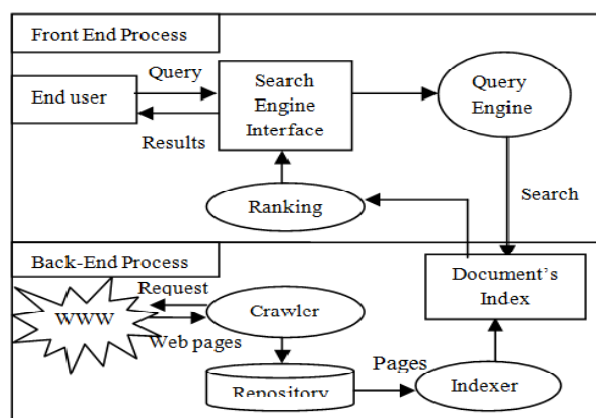 Front End Process
Query
End user
Results
Search
Engine
Interface
Query
Engine
Ranking
Search
Back-End Process
Request
WWW
Web pages
Crawler
Document's
Index
Repository
Pages
Indexer